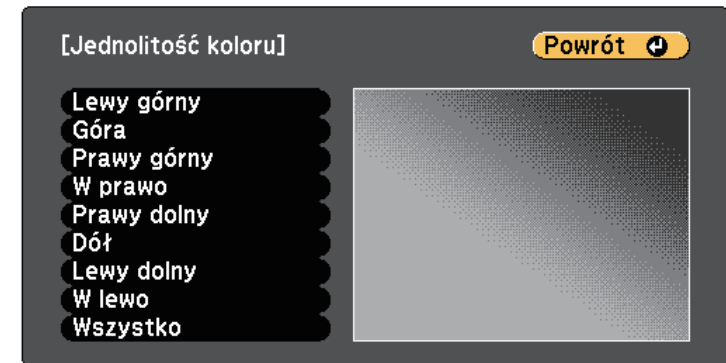 [Jednolitość koloru]
Powrót
Lewy górny
Góra
Prawy górny
W prawo
Prawy dolny
Dół
Lewy dolny
W lewo
Wszystko